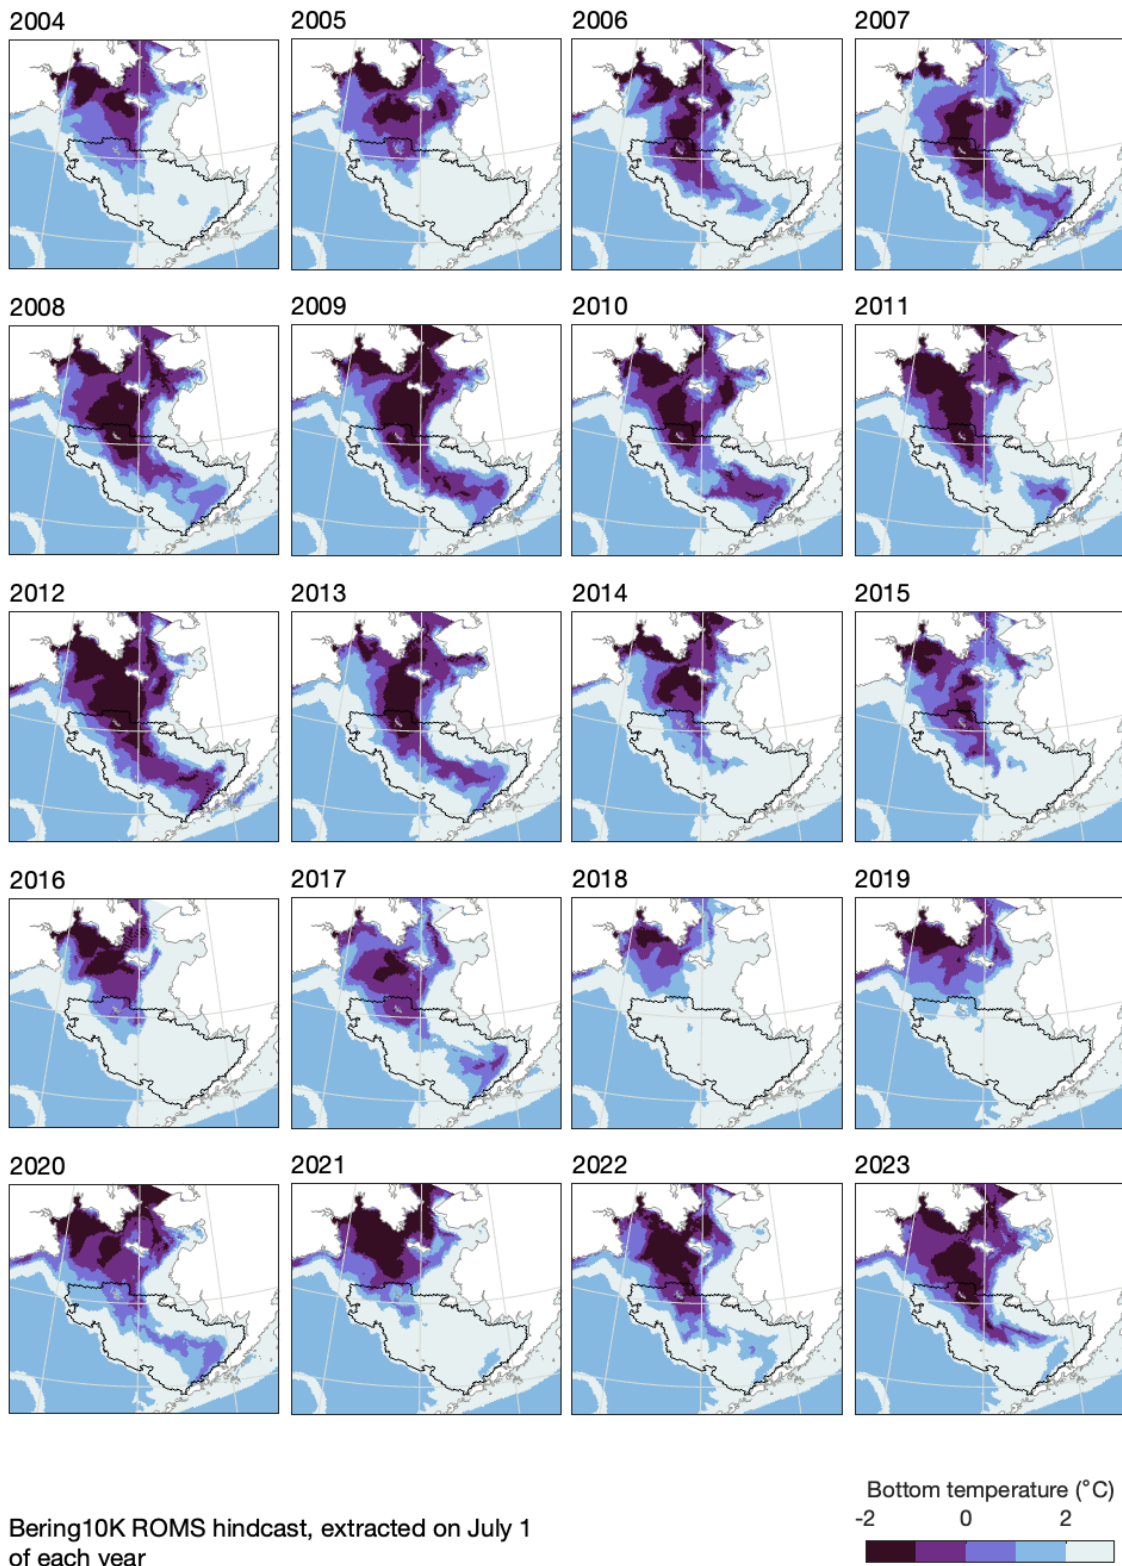 2004 2005 2006 2007
2008 2009 2010 2011
2012 2013 2014 2015
2016 2017 2018 2019
2020 2021 2022 2023
Bottom temperature (°C)
-2 0 2
Bering10K ROMS hindcast, extracted on July 1
of each year